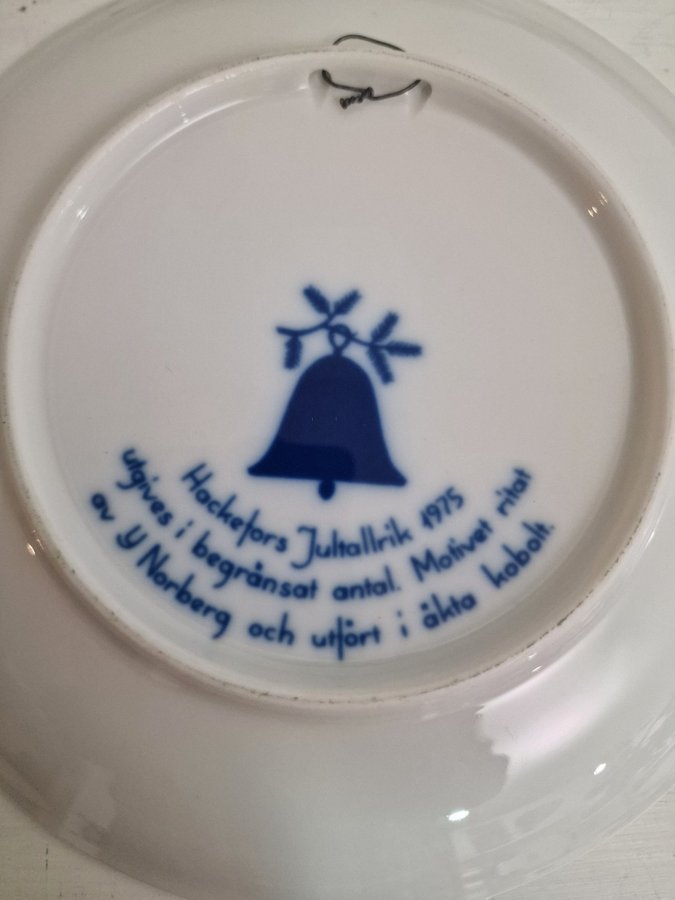 Hackefors Jultallrik 1975
utgives i begränsat antal. Motivet ritat
av Y Norberg och utfört i äkta kobolt.